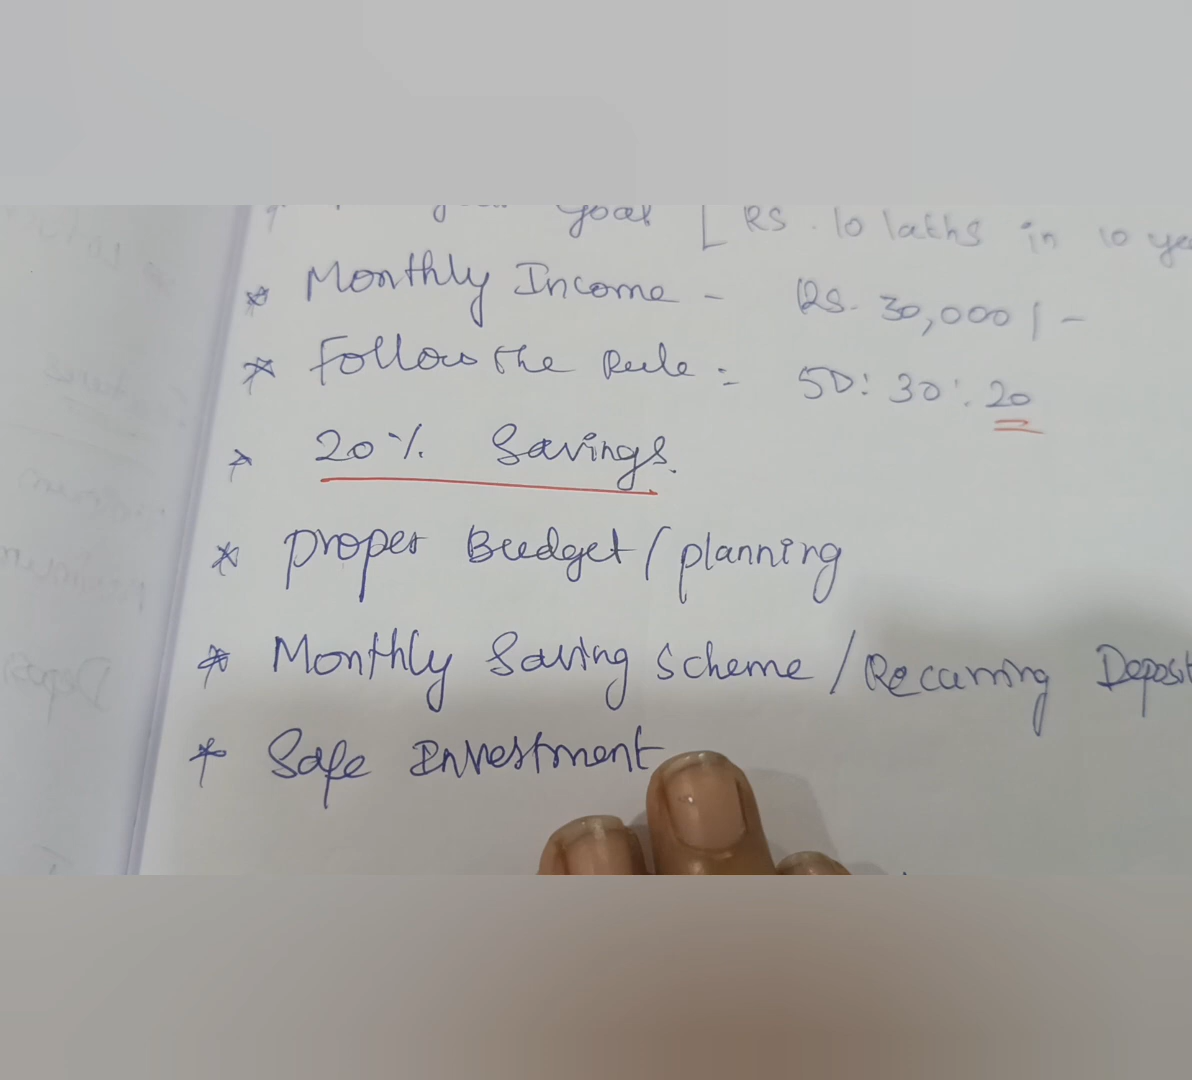 goal [ RS. 10 lakhs in 10
* Monthly Income - RS. 30,000/-
* Follow the Rule :- 50:30:20
* 20% Savings.
* proper Budget/planning
* Monthly Saving scheme/Recurring Deposit
* Safe Investment